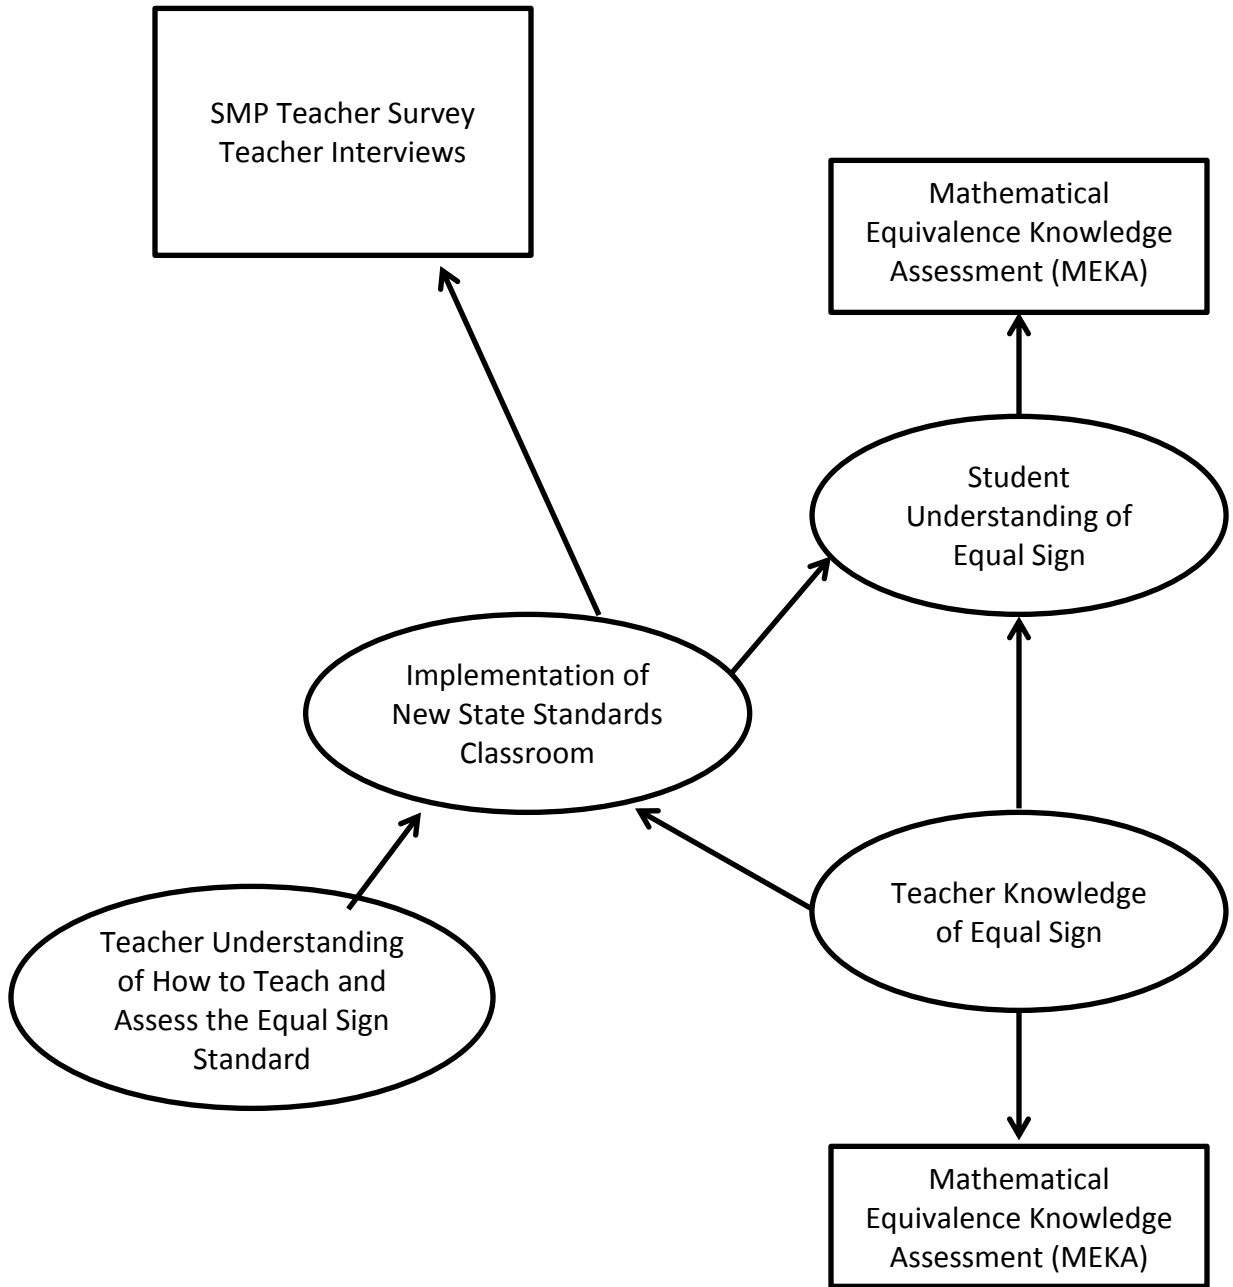 SMP Teacher Survey
Teacher Interviews
Mathematical
Equivalence Knowledge
Assessment (MEKA)
Student
Understanding of
Equal Sign
Implementation of
New State Standards
Classroom
Teacher Knowledge
of Equal Sign
Teacher Understanding
of How to Teach and
Assess the Equal Sign
Standard
Mathematical
Equivalence Knowledge
Assessment (MEKA)